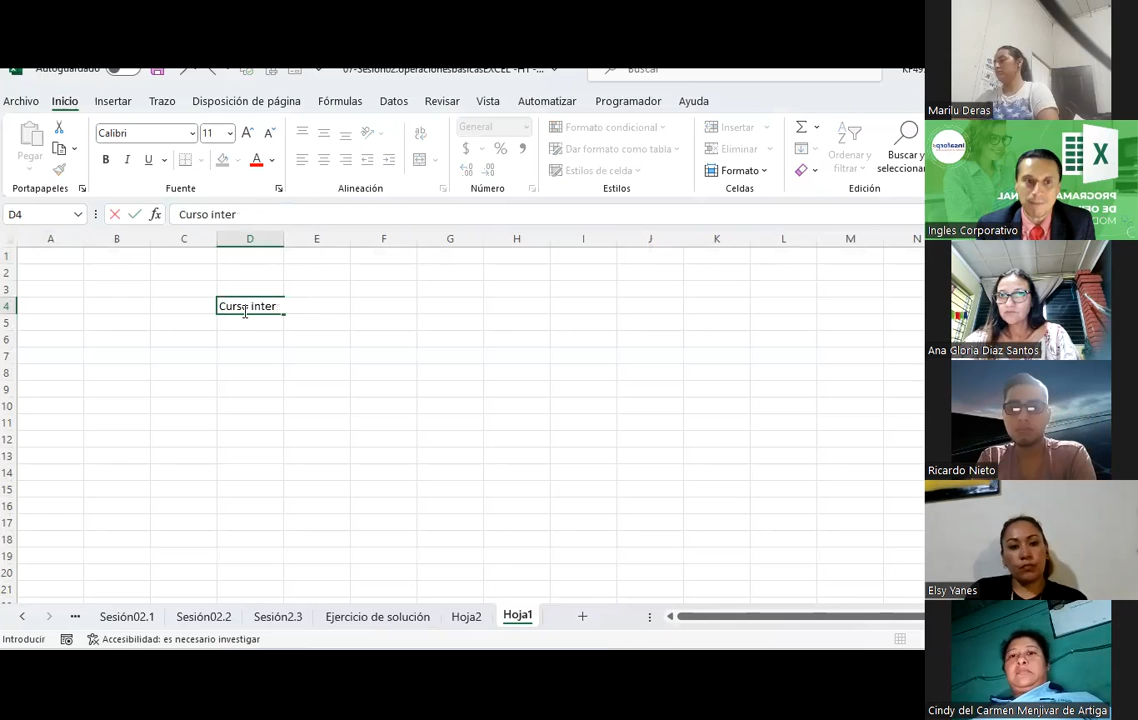 Autoguardado
07-Sesión02.operacionesbasicasEXCEL -H1 -...
Buscar
Archivo Inicio Insertar Trazo Disposición de página Fórmulas Datos Revisar Vista Automatizar Programador Ayuda
Pegar
Calibri 11
General
Formato condicional
Dar formato como tabla
Estilos de celda
Insertar
Eliminar
Formato
Ordenar y
filtrar
Buscar y
seleccionar
Portapapeles Fuente Alineación Número Estilos Celdas Edición
D4 Curso inter
A B C D E F G H I J K L M N
1
2
3
4 Curso inter
5
6
7
8
9
10
11
12
13
14
15
16
17
18
19
20
21
Sesión02.1 Sesión02.2 Sesión2.3 Ejercicio de solución Hoja2 Hoja1
Introducir Accesibilidad: es necesario investigar
Marilu Deras
Ingles Corporativo
Ana Gloria Diaz Santos
Ricardo Nieto
Elsy Yanes
Cindy del Carmen Menjivar de Artiga